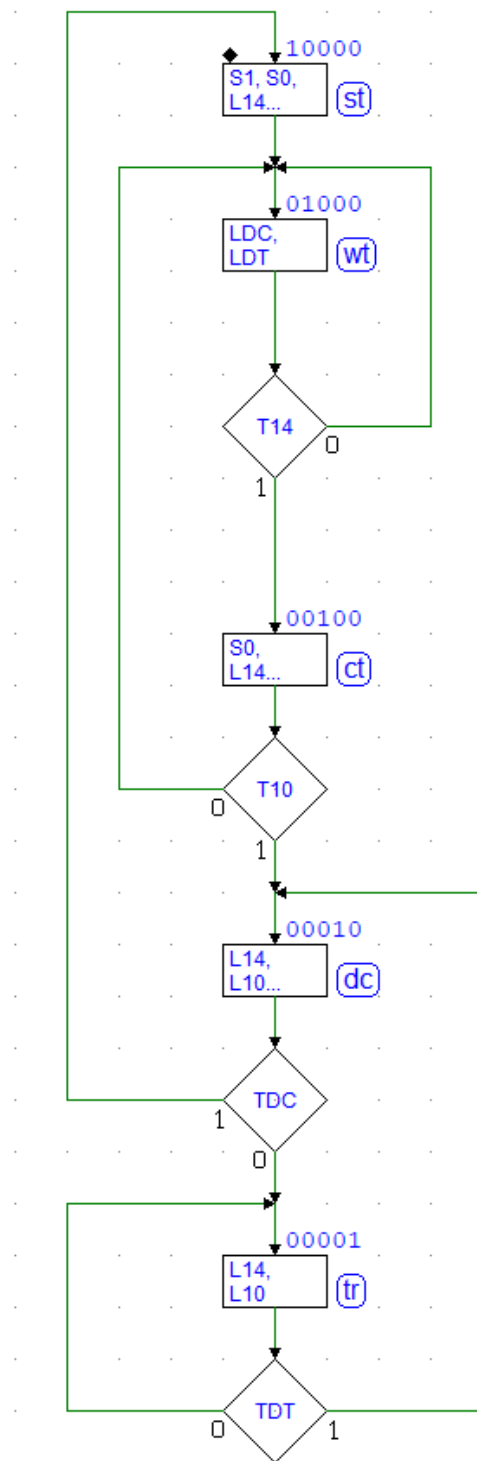 10000
S1, S0,
L14...
st
01000
LDC,
LDT
wt
T14
0
1
00100
S0,
L14...
ct
T10
0
1
00010
L14,
L10...
dc
TDC
1
0
00001
L14,
L10
tr
TDT
0
1